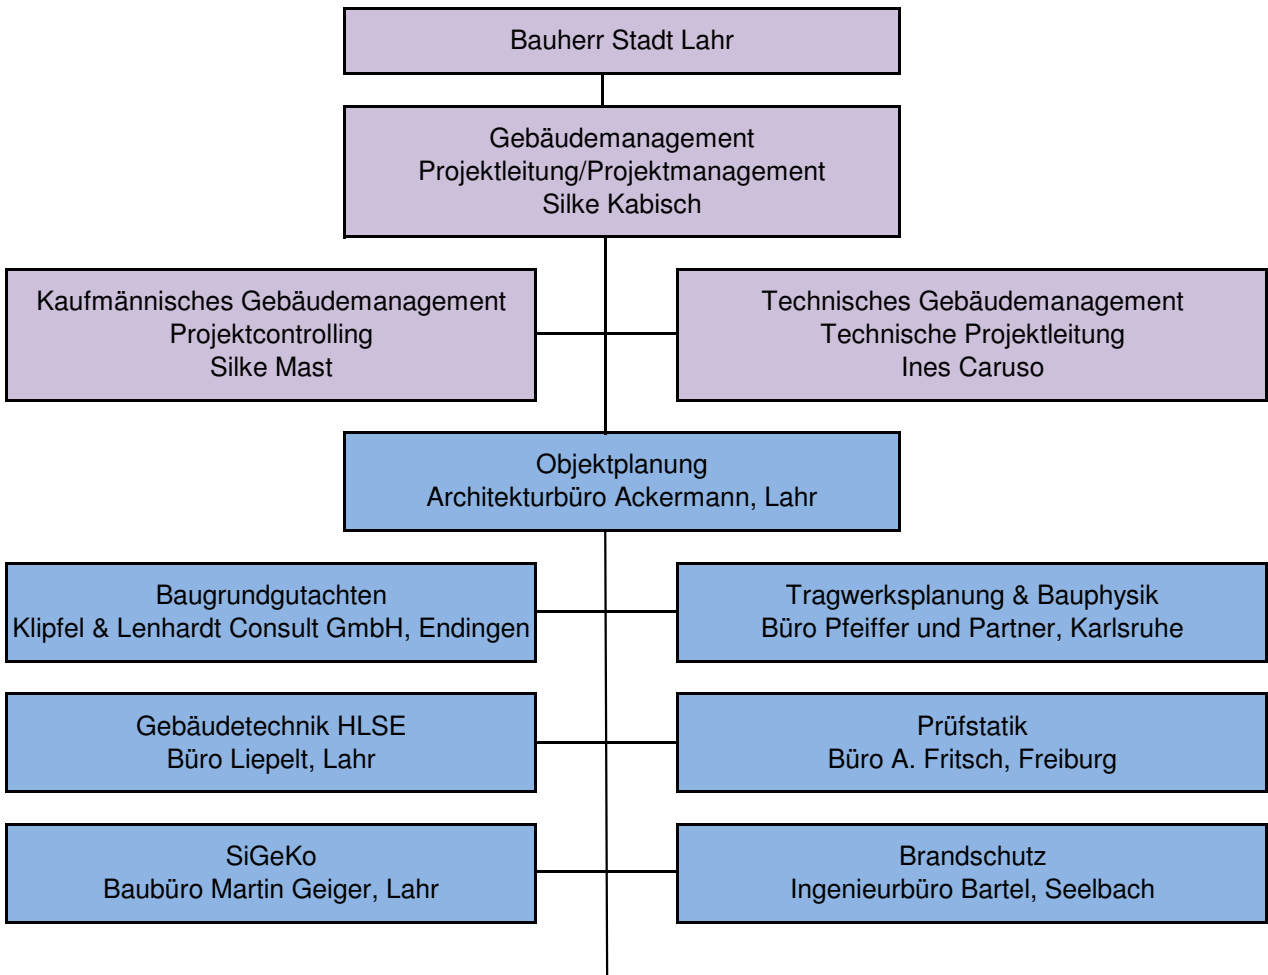 Bauherr Stadt Lahr
Gebäudemanagement
Projektleitung/Projektmanagement
Silke Kabisch
Kaufmännisches Gebäudemanagement
Projektcontrolling
Silke Mast
Technisches Gebäudemanagement
Technische Projektleitung
Ines Caruso
Objektplanung
Architekturbüro Ackermann, Lahr
Baugrundgutachten
Klipfel & Lenhardt Consult GmbH, Endingen
Tragwerksplanung & Bauphysik
Büro Pfeiffer und Partner, Karlsruhe
Gebäudetechnik HLSE
Büro Liepelt, Lahr
Prüfstatik
Büro A. Fritsch, Freiburg
SiGeKo
Baubüro Martin Geiger, Lahr
Brandschutz
Ingenieurbüro Bartel, Seelbach